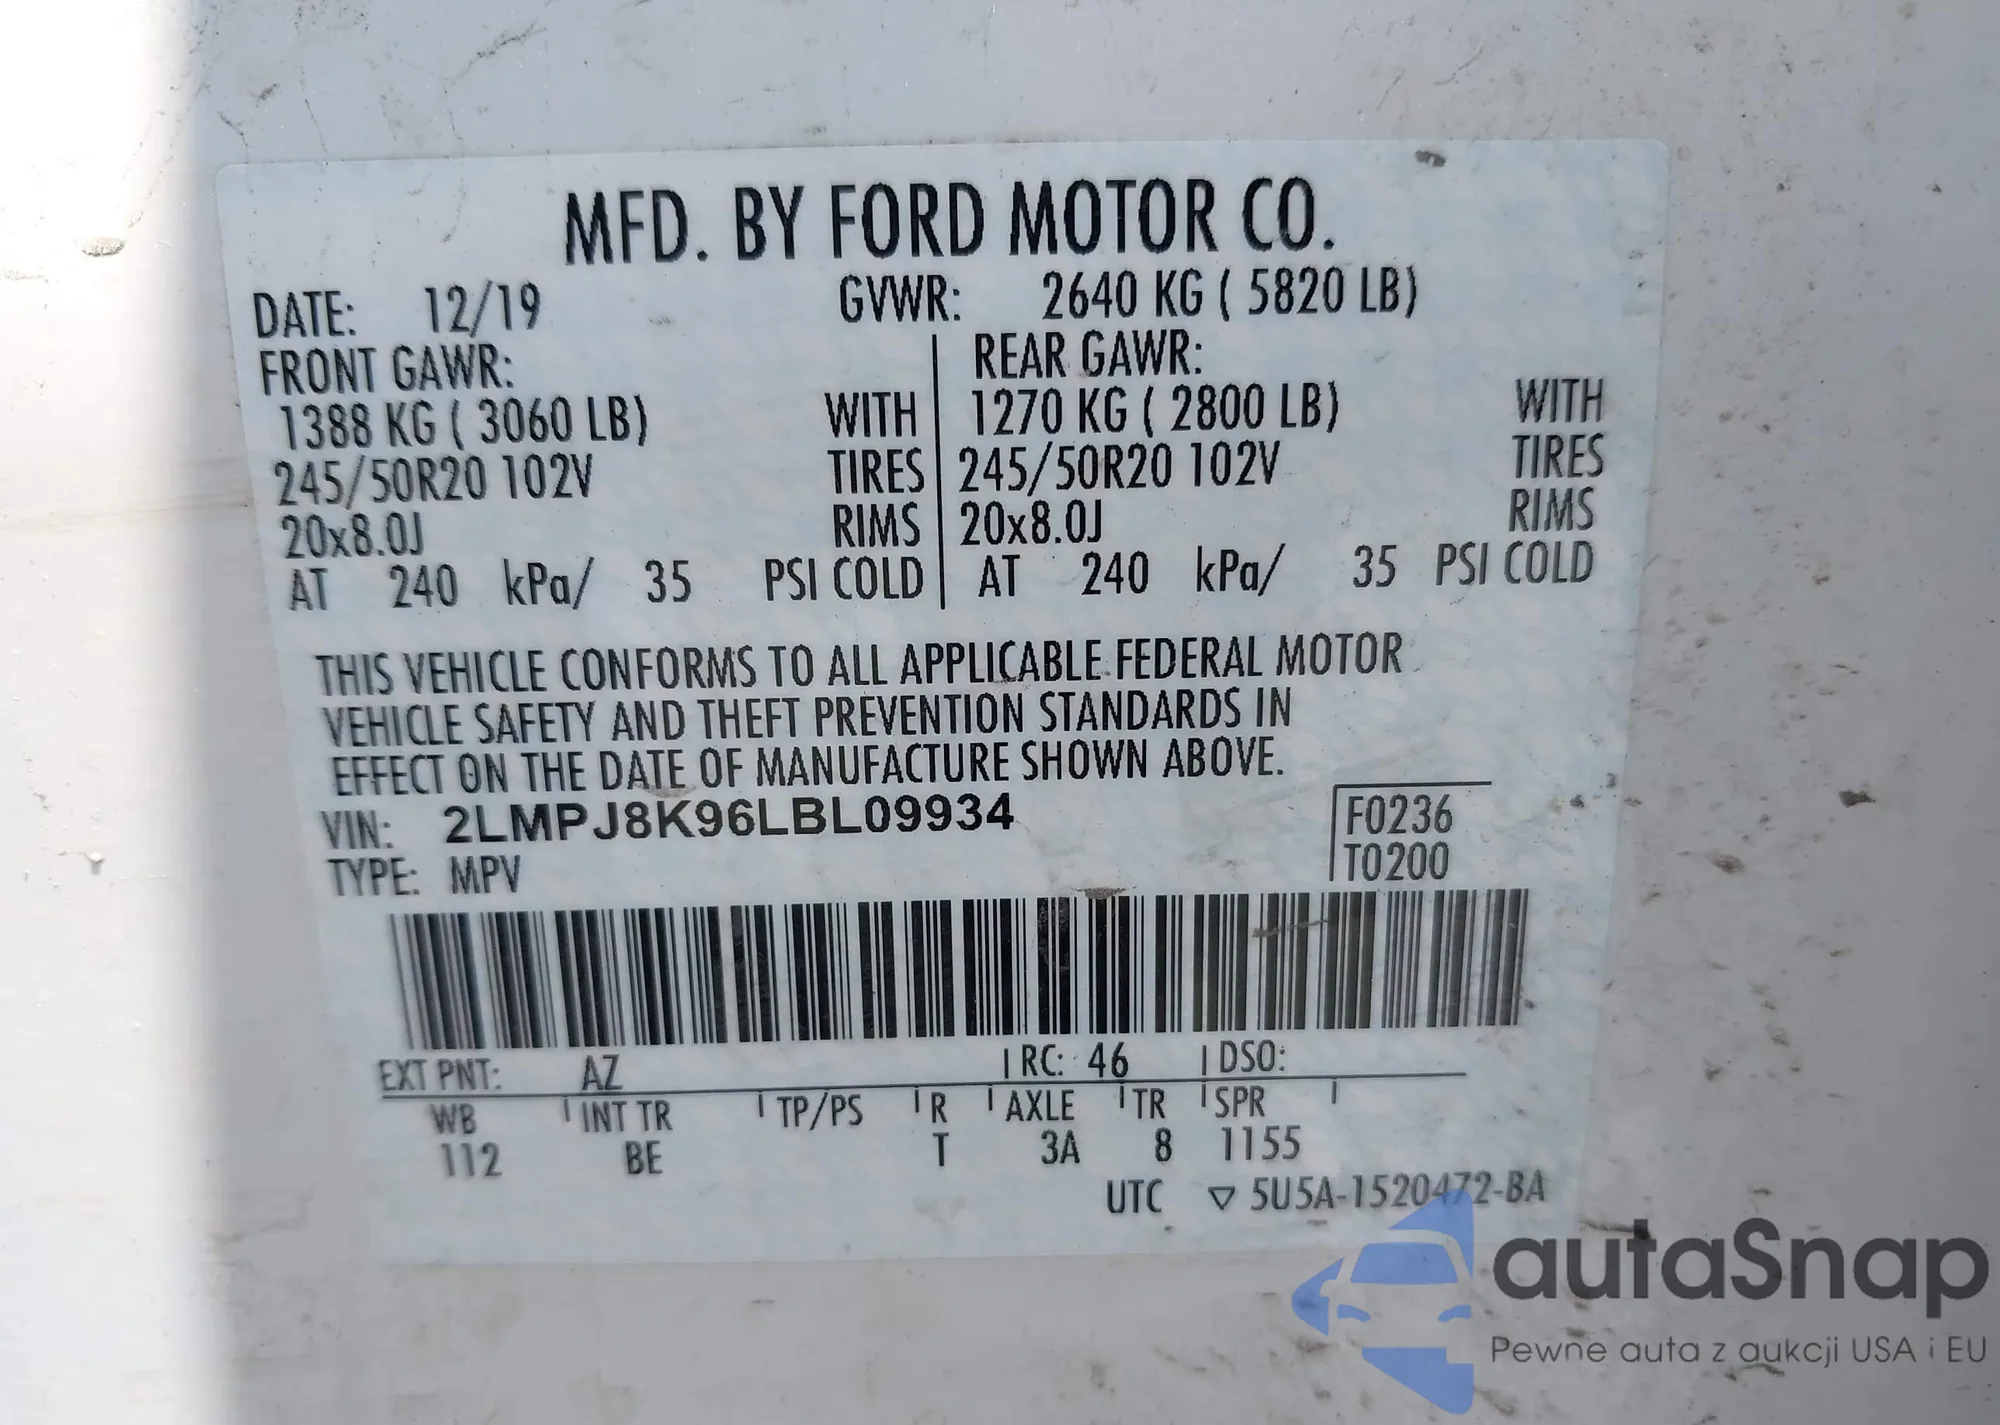 MFD. BY FORD MOTOR CO.
DATE: 12/19 GVWR: 2640 KG ( 5820 LB)
FRONT GAWR: REAR GAWR:
1388 KG ( 3060 LB) WITH 1270 KG ( 2800 LB) WITH
245/50R20 102V TIRES 245/50R20 102V TIRES
20x8.0J RIMS 20x8.0J RIMS
AT 240 kPa/ 35 PSI COLD AT 240 kPa/ 35 PSI COLD
THIS VEHICLE CONFORMS TO ALL APPLICABLE FEDERAL MOTOR
VEHICLE SAFETY AND THEFT PREVENTION STANDARDS IN
EFFECT ON THE DATE OF MANUFACTURE SHOWN ABOVE.
VIN: 2LMPJ8K96LBL09934 F0236
TYPE: MPV T0200
EXT PNT: AZ RC: 46 DSO:
WB INT TR TP/PS R AXLE TR SPR
112 BE T 3A 8 1155
UTC ▽ 5U5A-1520472-BA
autaSnap
Pewne auta z aukcji USA i EU